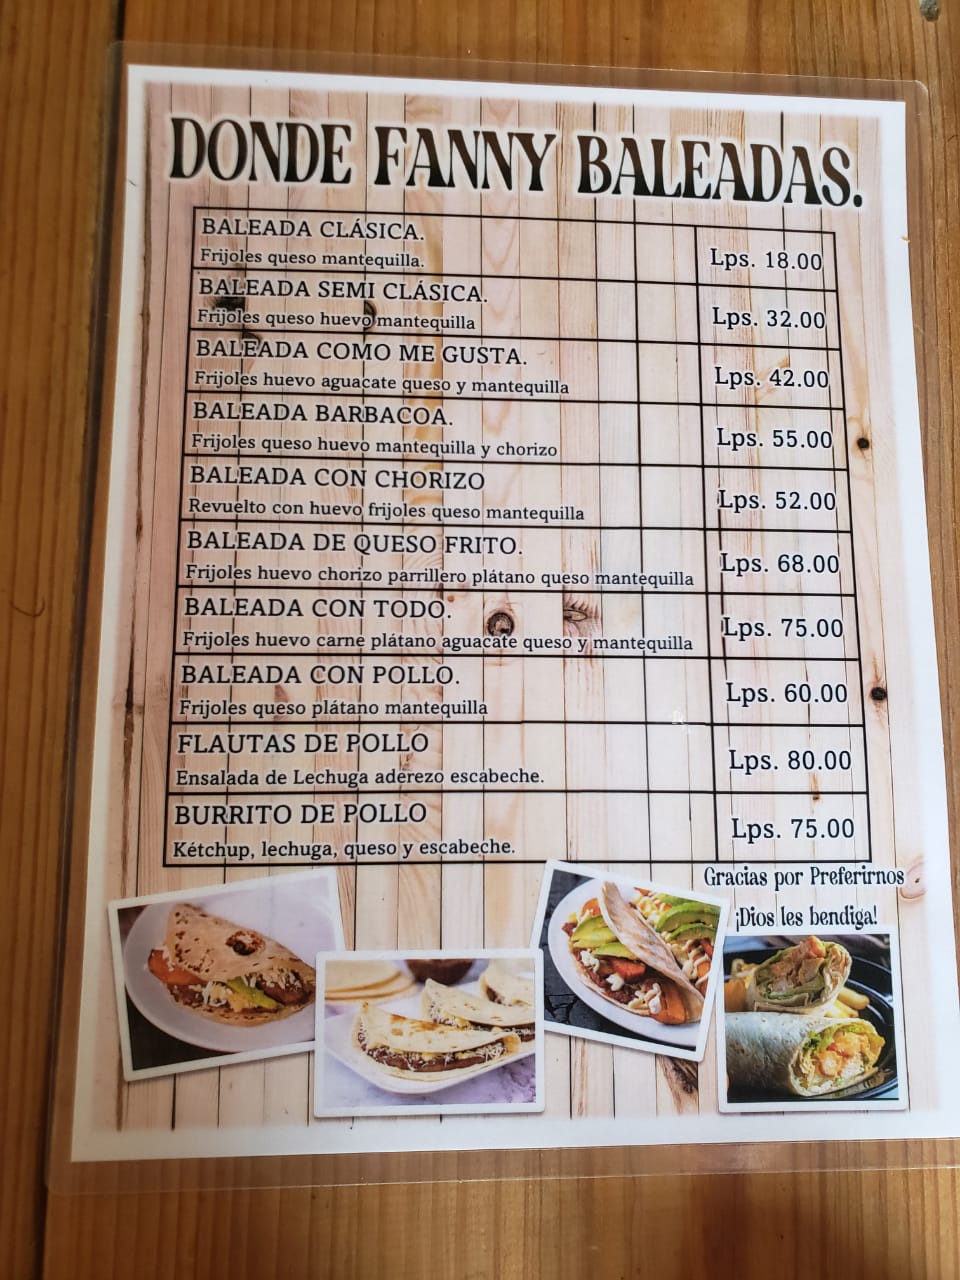 DONDE FANNY BALEADAS.
BALEADA CLÁSICA.
Frijoles queso mantequilla.
Lps. 18.00
BALEADA SEMI CLÁSICA.
Frijoles queso huevo mantequilla
Lps. 32.00
BALEADA COMO ME GUSTA.
Frijoles huevo aguacate queso y mantequilla
Lps. 42.00
BALEADA BARBACOA.
Frijoles queso huevo mantequilla y chorizo
Lps. 55.00
BALEADA CON CHORIZO
Revuelto con huevo frijoles queso mantequilla
Lps. 52.00
BALEADA DE QUESO FRITO.
Frijoles huevo chorizo parrillero plátano queso mantequilla
Lps. 68.00
BALEADA CON TODO.
Frijoles huevo carne plátano aguacate queso y mantequilla
Lps. 75.00
BALEADA CON POLLO.
Frijoles queso plátano mantequilla
Lps. 60.00
FLAUTAS DE POLLO
Ensalada de Lechuga aderezo escabeche.
Lps. 80.00
BURRITO DE POLLO
Kétchup, lechuga, queso y escabeche.
Lps. 75.00
Gracias por Preferirnos
¡Dios les bendiga!